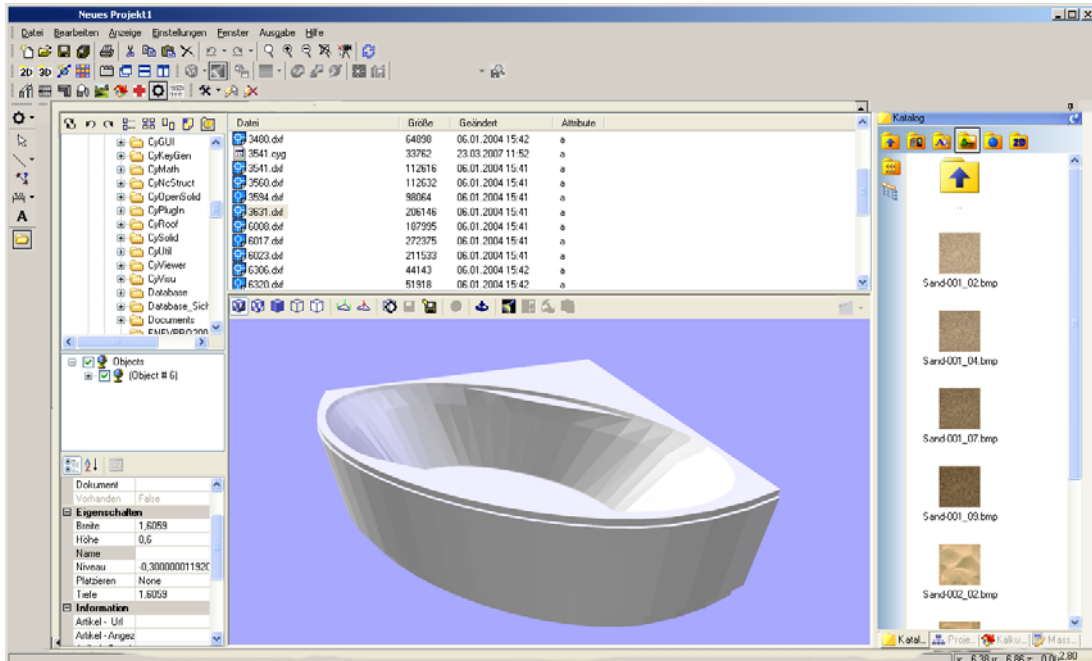 Neues Projekt1
Datei Bearbeiten Anzeige Einstellungen Fenster Ausgabe Hilfe
2D 3D
Katalog
Datei Größe Geändert Attribute
3480.dxf 64898 06.01.2004 15:42 a
3541.cyg 33762 23.03.2007 11:52 a
3541.dxf 112616 06.01.2004 15:41 a
3560.dxf 112632 06.01.2004 15:41 a
3594.dxf 98064 06.01.2004 15:41 a
3631.dxf 206146 06.01.2004 15:41 a
6008.dxf 187995 06.01.2004 15:41 a
6017.dxf 272375 06.01.2004 15:41 a
6023.dxf 211533 06.01.2004 15:41 a
6306.dxf 44143 06.01.2004 15:42 a
6320.dxf 51918 06.01.2004 15:42 a
CyGUI
CyKeyGen
CyMath
CyNcStruct
CyOpenSolid
CyPlugIn
CyRoof
CySolid
CyUtil
CyViewer
CyVisu
Database
Database_Sich
Documents
A
2D
..
Sand-001_02.bmp
Sand-001_04.bmp
Sand-001_07.bmp
Sand-001_09.bmp
Sand-002_02.bmp
Objects
(Object # 6)
Dokument
Vorhanden False
Eigenschaften
Breite 1,6059
Höhe 0,6
Name
Niveau -0,30000001192
Platzieren None
Tiefe 1,6059
Information
Artikel - Url
Artikel - Angez
Katal... Proje... Kalku... Mass...
2.80